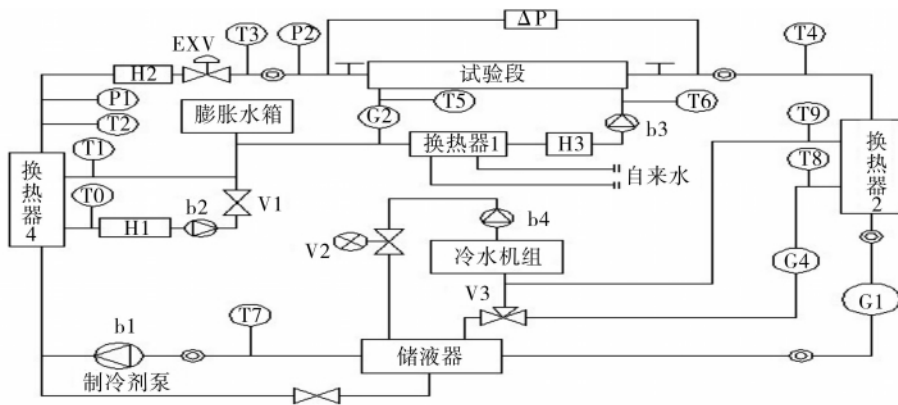 ΔP
EXV
T3
P2
T4
H2
试验段
P1
膨胀水箱
T5
T6
T2
G2
b3
T9
T1
换热器1
H3
换热器2
换热器4
T8
T0
自来水
b2
V1
H1
b4
V2
冷水机组
G4
V3
G1
T7
b1
储液器
制冷剂泵